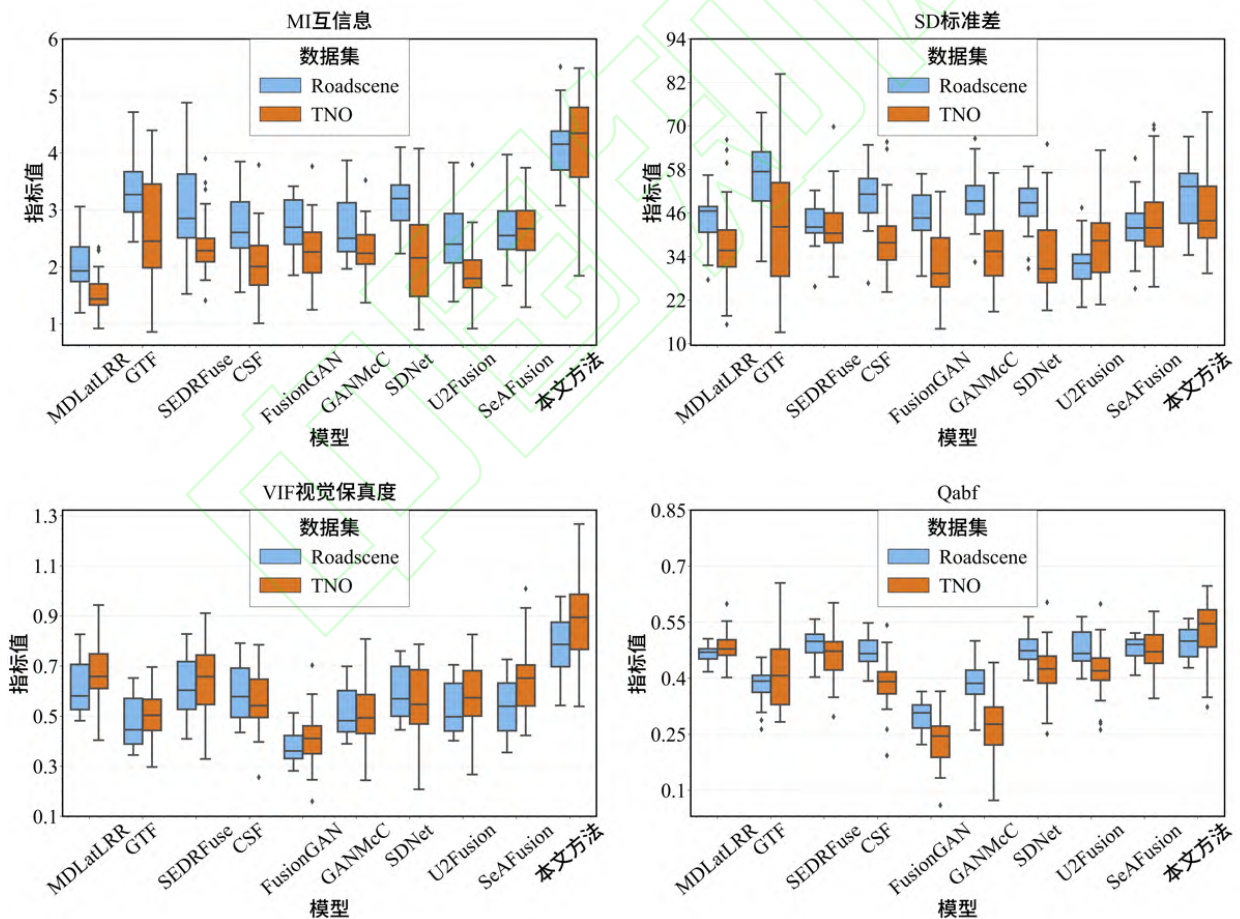 MI互信息
数据集
Roadscene
TNO
指标值
6
5
4
3
2
1
MDLatLRR
GTF
SEDRFuse
CSF
FusionGAN
GANMcC
SDNet
U2Fusion
SeAFusion
本文方法
模型
SD标准差
数据集
Roadscene
TNO
指标值
94
82
70
58
46
34
22
10
MDLatLRR
GTF
SEDRFuse
CSF
FusionGAN
GANMcC
SDNet
U2Fusion
SeAFusion
本文方法
模型
VIF视觉保真度
数据集
Roadscene
TNO
指标值
1.3
1.1
0.9
0.7
0.5
0.3
0.1
MDLatLRR
GTF
SEDRFuse
CSF
FusionGAN
GANMcC
SDNet
U2Fusion
SeAFusion
本文方法
模型
Qabf
数据集
Roadscene
TNO
指标值
0.85
0.7
0.55
0.4
0.25
0.1
MDLatLRR
GTF
SEDRFuse
CSF
FusionGAN
GANMcC
SDNet
U2Fusion
SeAFusion
本文方法
模型